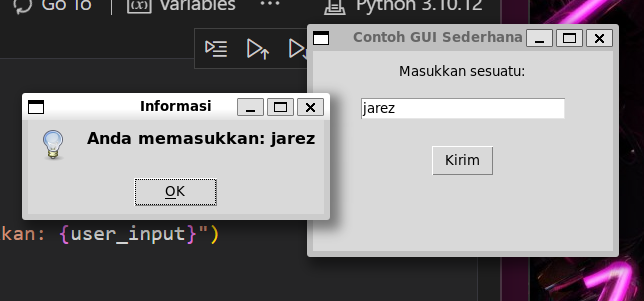 Go To
Variables
...
Python 3.10.12
Contoh GUI Sederhana
Masukkan sesuatu:
jarez
Kirim
Informasi
Anda memasukkan: jarez
OK
kan: {user_input}")